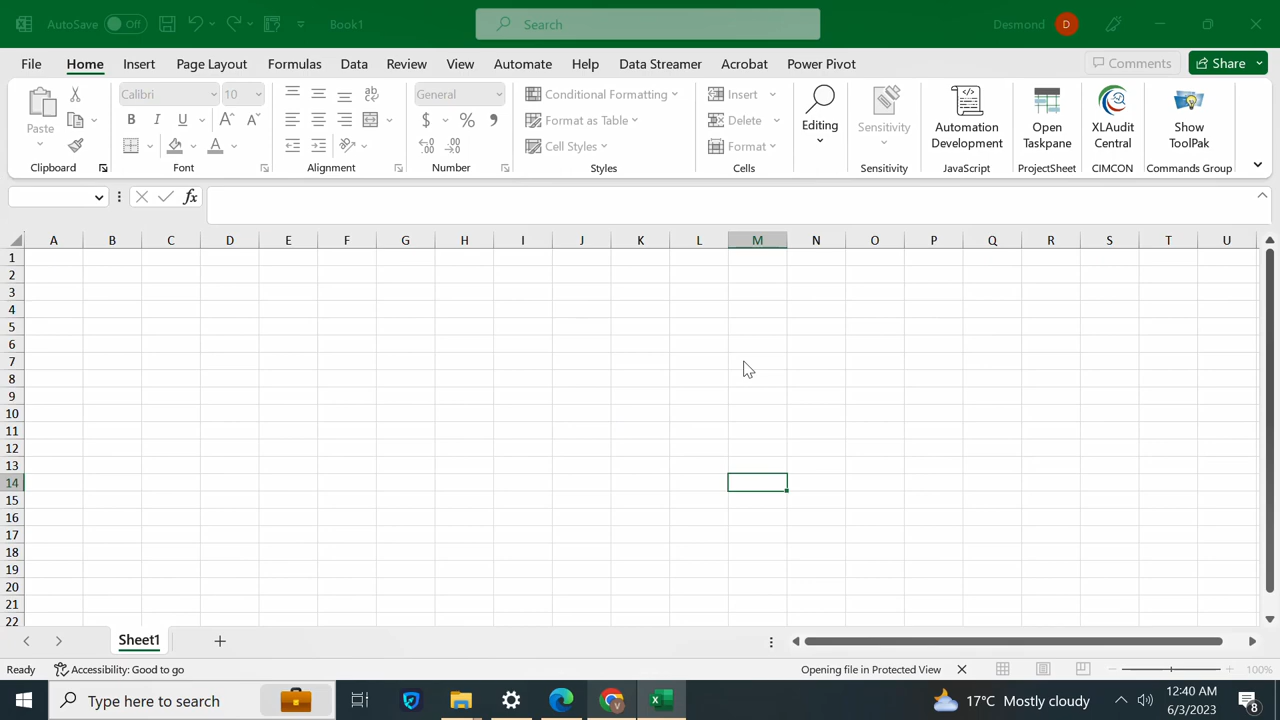 AutoSave Off Book1 Search Desmond D
File Home Insert Page Layout Formulas Data Review View Automate Help Data Streamer Acrobat Power Pivot Comments Share
Calibri 10 General Conditional Formatting Insert
Paste B I U A A $ % Format as Table Delete Editing Sensitivity Automation Development Open Taskpane XLAudit Central Show ToolPak
A Cell Styles Format
Clipboard Font Alignment Number Styles Cells Sensitivity JavaScript ProjectSheet CIMCON Commands Group
fx
A B C D E F G H I J K L M N O P Q R S T U
1
2
3
4
5
6
7
8
9
10
11
12
13
14
15
16
17
18
19
20
21
22
Sheet1
Ready Accessibility: Good to go Opening file in Protected View 100%
Type here to search 17°C Mostly cloudy 12:40 AM
6/3/2023 8